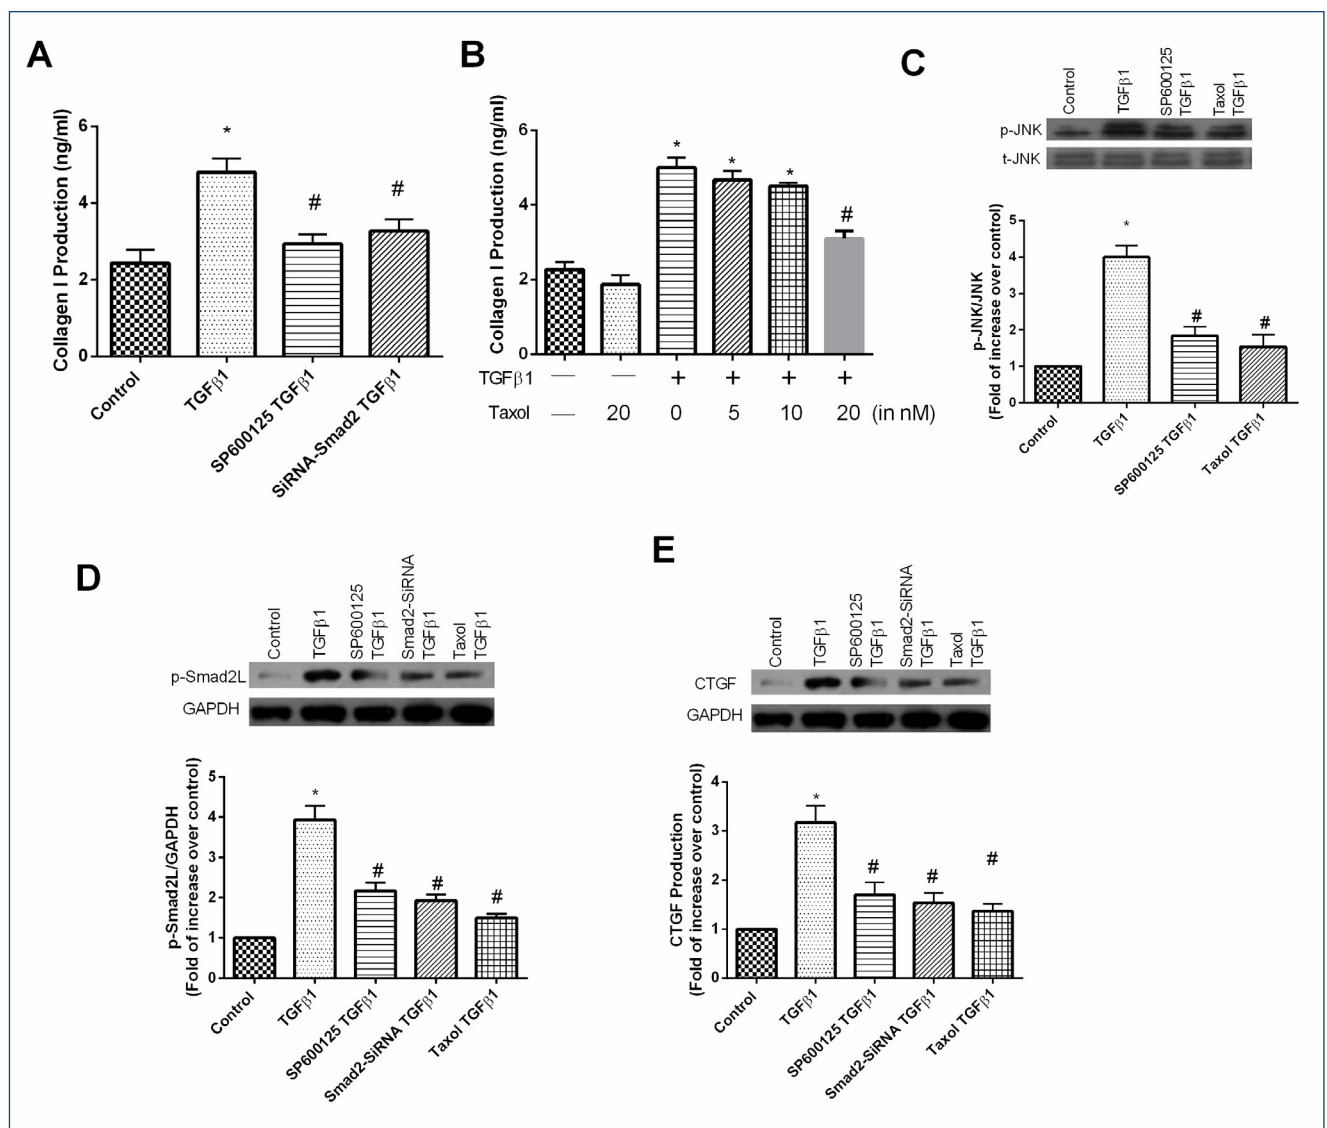 A
Collagen I Production (ng/ml)
6
4
2
0
*
#
#
Control
TGFβ1
SP600125 TGFβ1
SiRNA-Smad2 TGFβ1
B
Collagen I Production (ng/ml)
6
4
2
0
*
*
*
#
TGFβ1 — — + + + +
Taxol — 20 0 5 10 20 (in nM)
C
Control
TGFβ1
SP600125
TGFβ1
Taxol
TGFβ1
p-JNK
t-JNK
p-JNK/JNK
(Fold of increase over control)
5
4
3
2
1
0
*
#
#
Control
TGFβ1
SP600125 TGFβ1
Taxol TGFβ1
D
Control
TGFβ1
SP600125
TGFβ1
Smad2-SiRNA
TGFβ1
Taxol
TGFβ1
p-Smad2L
GAPDH
p-Smad2L/GAPDH
(Fold of increase over control)
5
4
3
2
1
0
*
#
#
#
Control
TGFβ1
SP600125 TGFβ1
Smad2-SiRNA TGFβ1
Taxol TGFβ1
E
Control
TGFβ1
SP600125
TGFβ1
Smad2-SiRNA
TGFβ1
Taxol
TGFβ1
CTGF
GAPDH
CTGF Production
(Fold of increase over control)
4
3
2
1
0
*
#
#
#
Control
TGFβ1
SP600125 TGFβ1
Smad2-SiRNA TGFβ1
Taxol TGFβ1